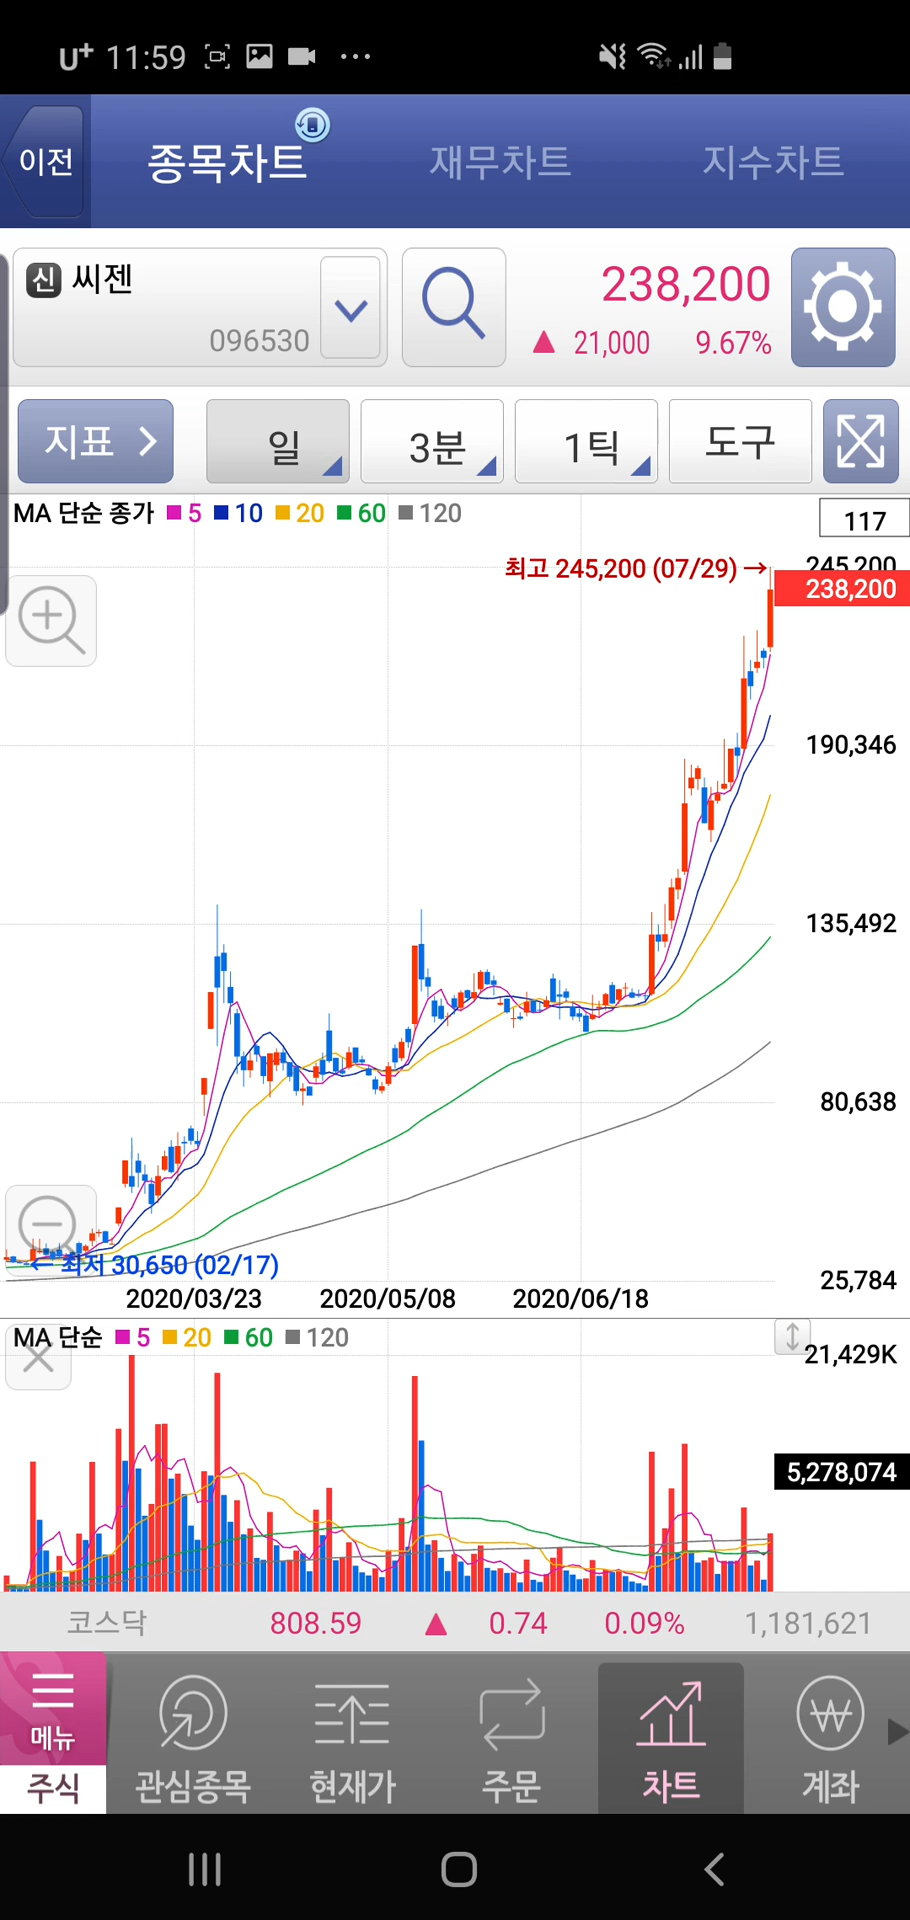 U+ 11:59
이전 종목차트 재무차트 지수차트
신 씨젠
096530
238,200
▲ 21,000 9.67%
지표 일 3분 1틱 도구
MA 단순 종가 5 10 20 60 120
117
최고 245,200 (07/29) →
245,200
238,200
190,346
135,492
80,638
← 최저 30,650 (02/17)
25,784
2020/03/23 2020/05/08 2020/06/18
MA 단순 5 20 60 120
21,429K
5,278,074
코스닥 808.59 ▲ 0.74 0.09% 1,181,621
메뉴
주식 관심종목 현재가 주문 차트 계좌